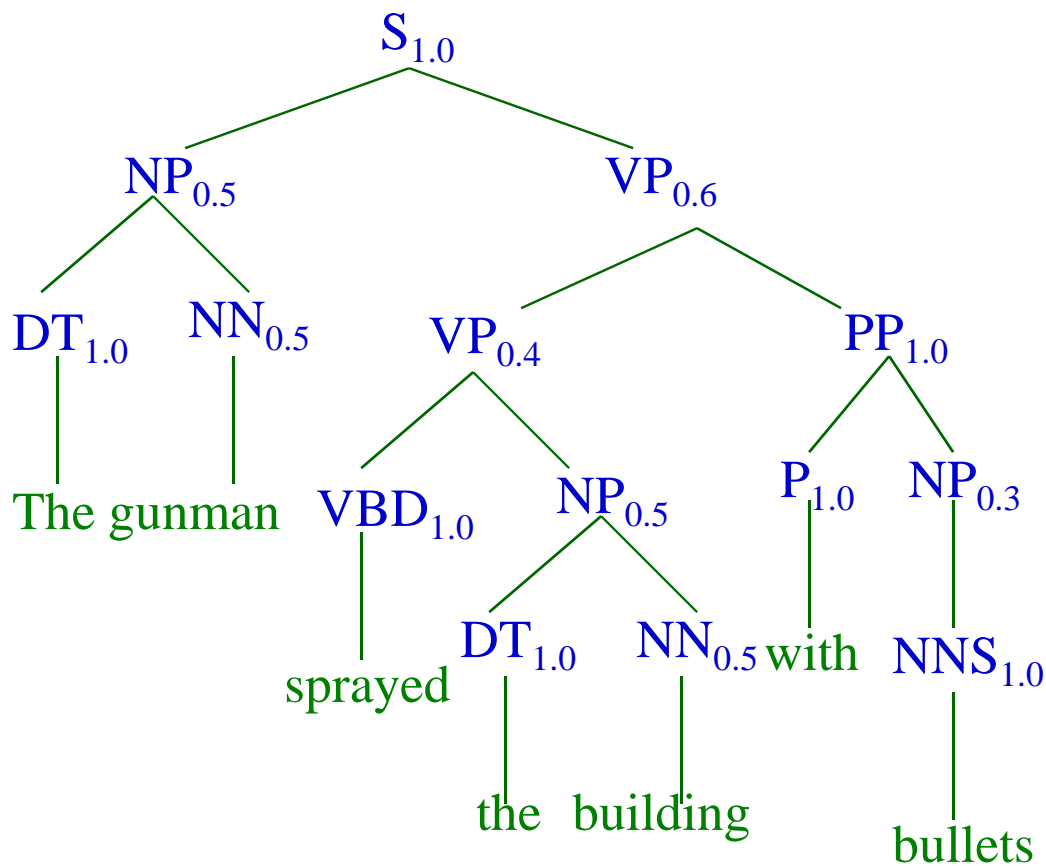 S1.0
NP0.5 VP0.6
DT1.0 NN0.5 VP0.4 PP1.0
The gunman VBD1.0 NP0.5 P1.0 NP0.3
sprayed DT1.0 NN0.5 with NNS1.0
the building bullets